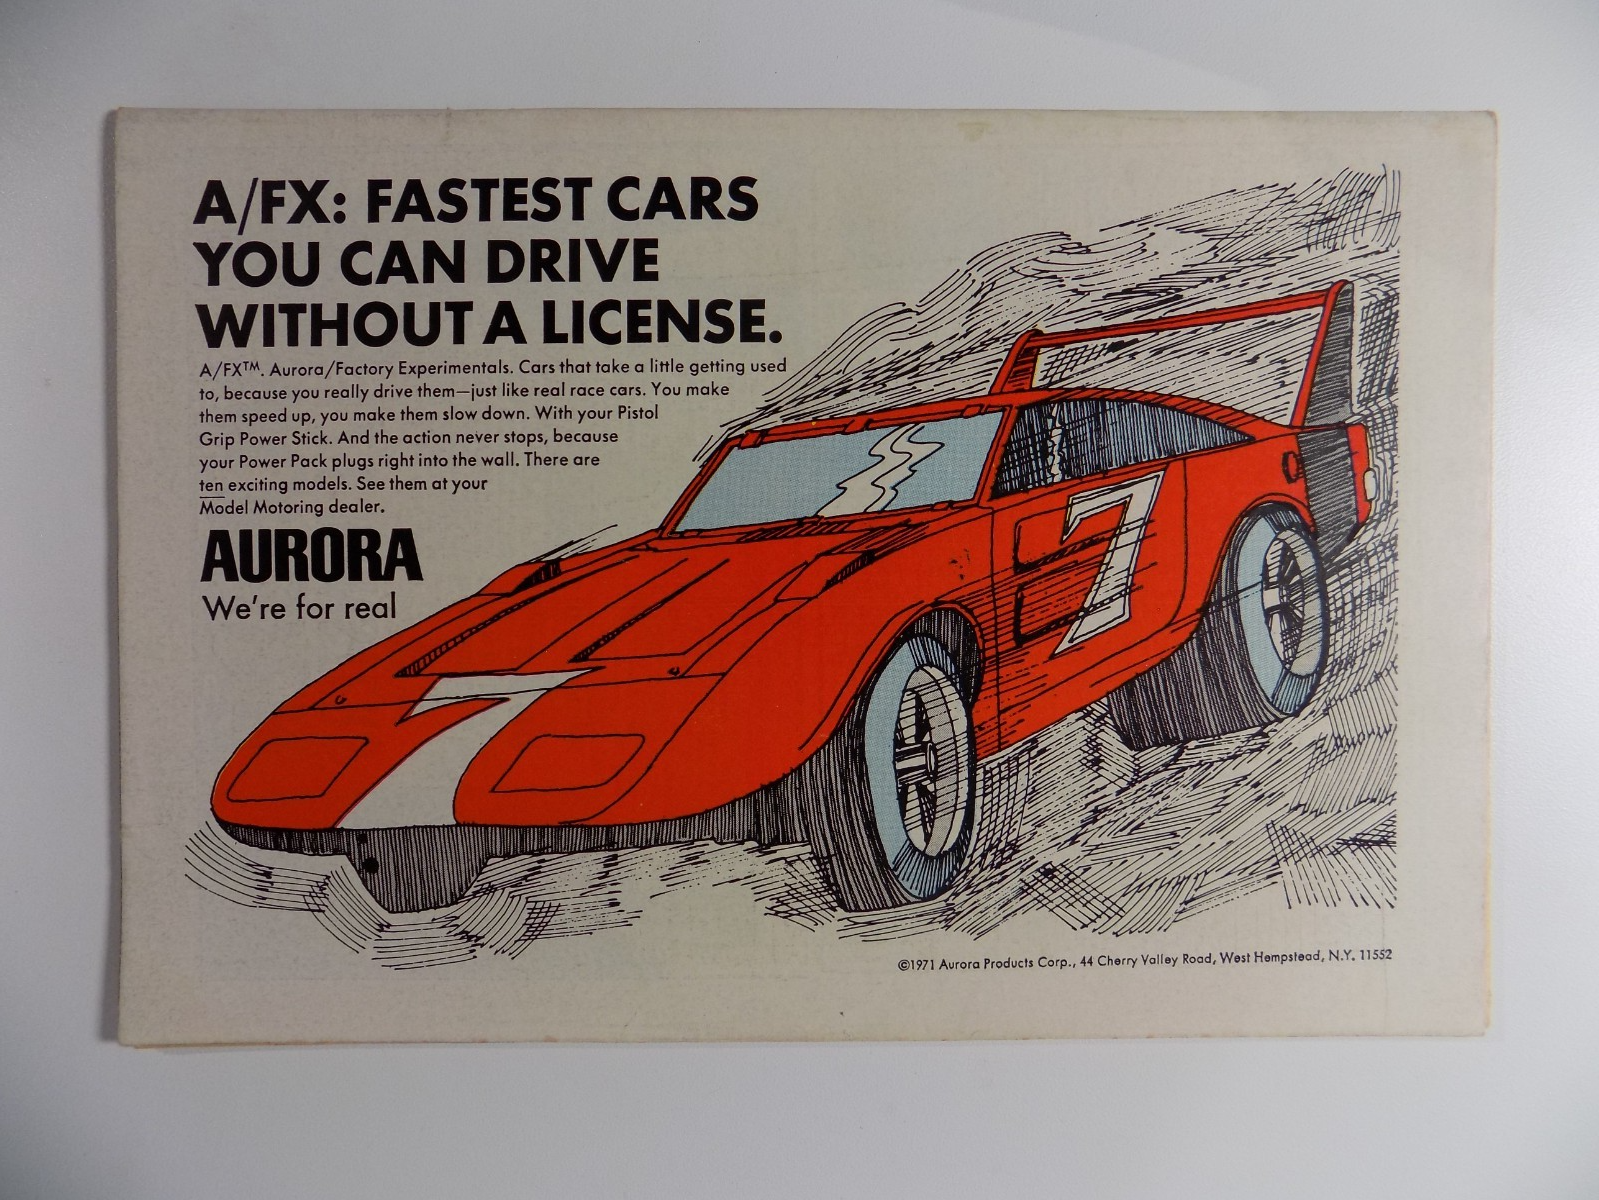 A/FX: FASTEST CARS
YOU CAN DRIVE
WITHOUT A LICENSE.
A/FX™. Aurora/Factory Experimentals. Cars that take a little getting used
to, because you really drive them—just like real race cars. You make
them speed up, you make them slow down. With your Pistol
Grip Power Stick. And the action never stops, because
your Power Pack plugs right into the wall. There are
ten exciting models. See them at your
Model Motoring dealer.
AURORA
We're for real
7
©1971 Aurora Products Corp., 44 Cherry Valley Road, West Hempstead, N.Y. 11552